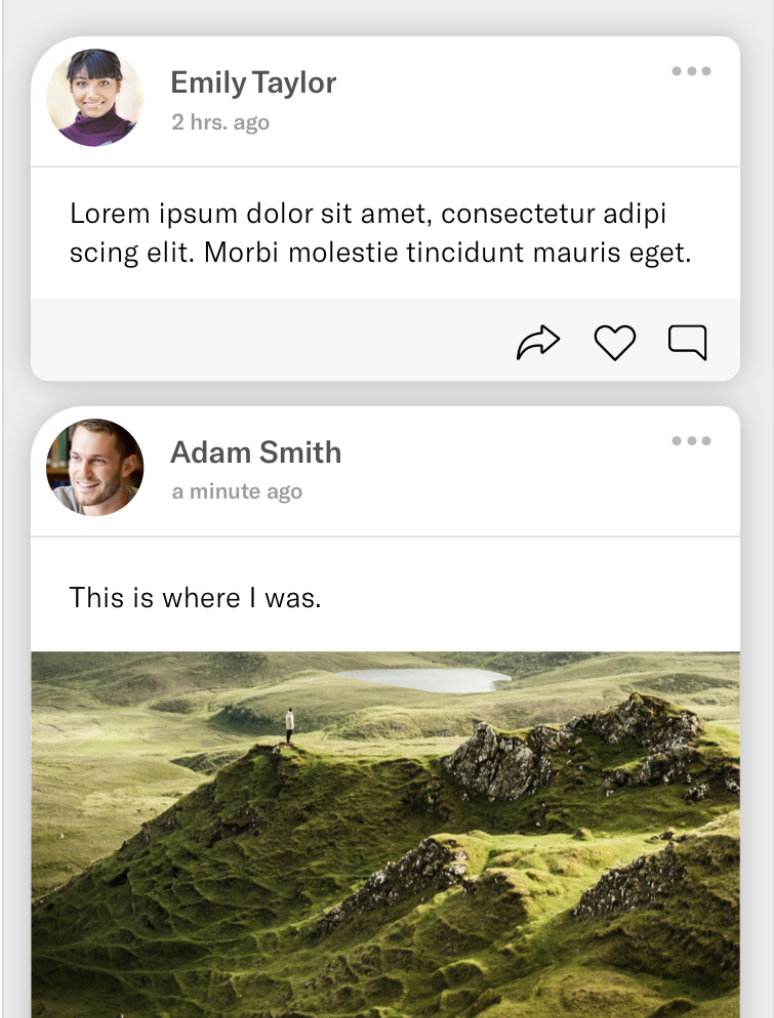 Emily Taylor
2 hrs. ago
Lorem ipsum dolor sit amet, consectetur adipi
scing elit. Morbi molestie tincidunt mauris eget.
Adam Smith
a minute ago
This is where I was.